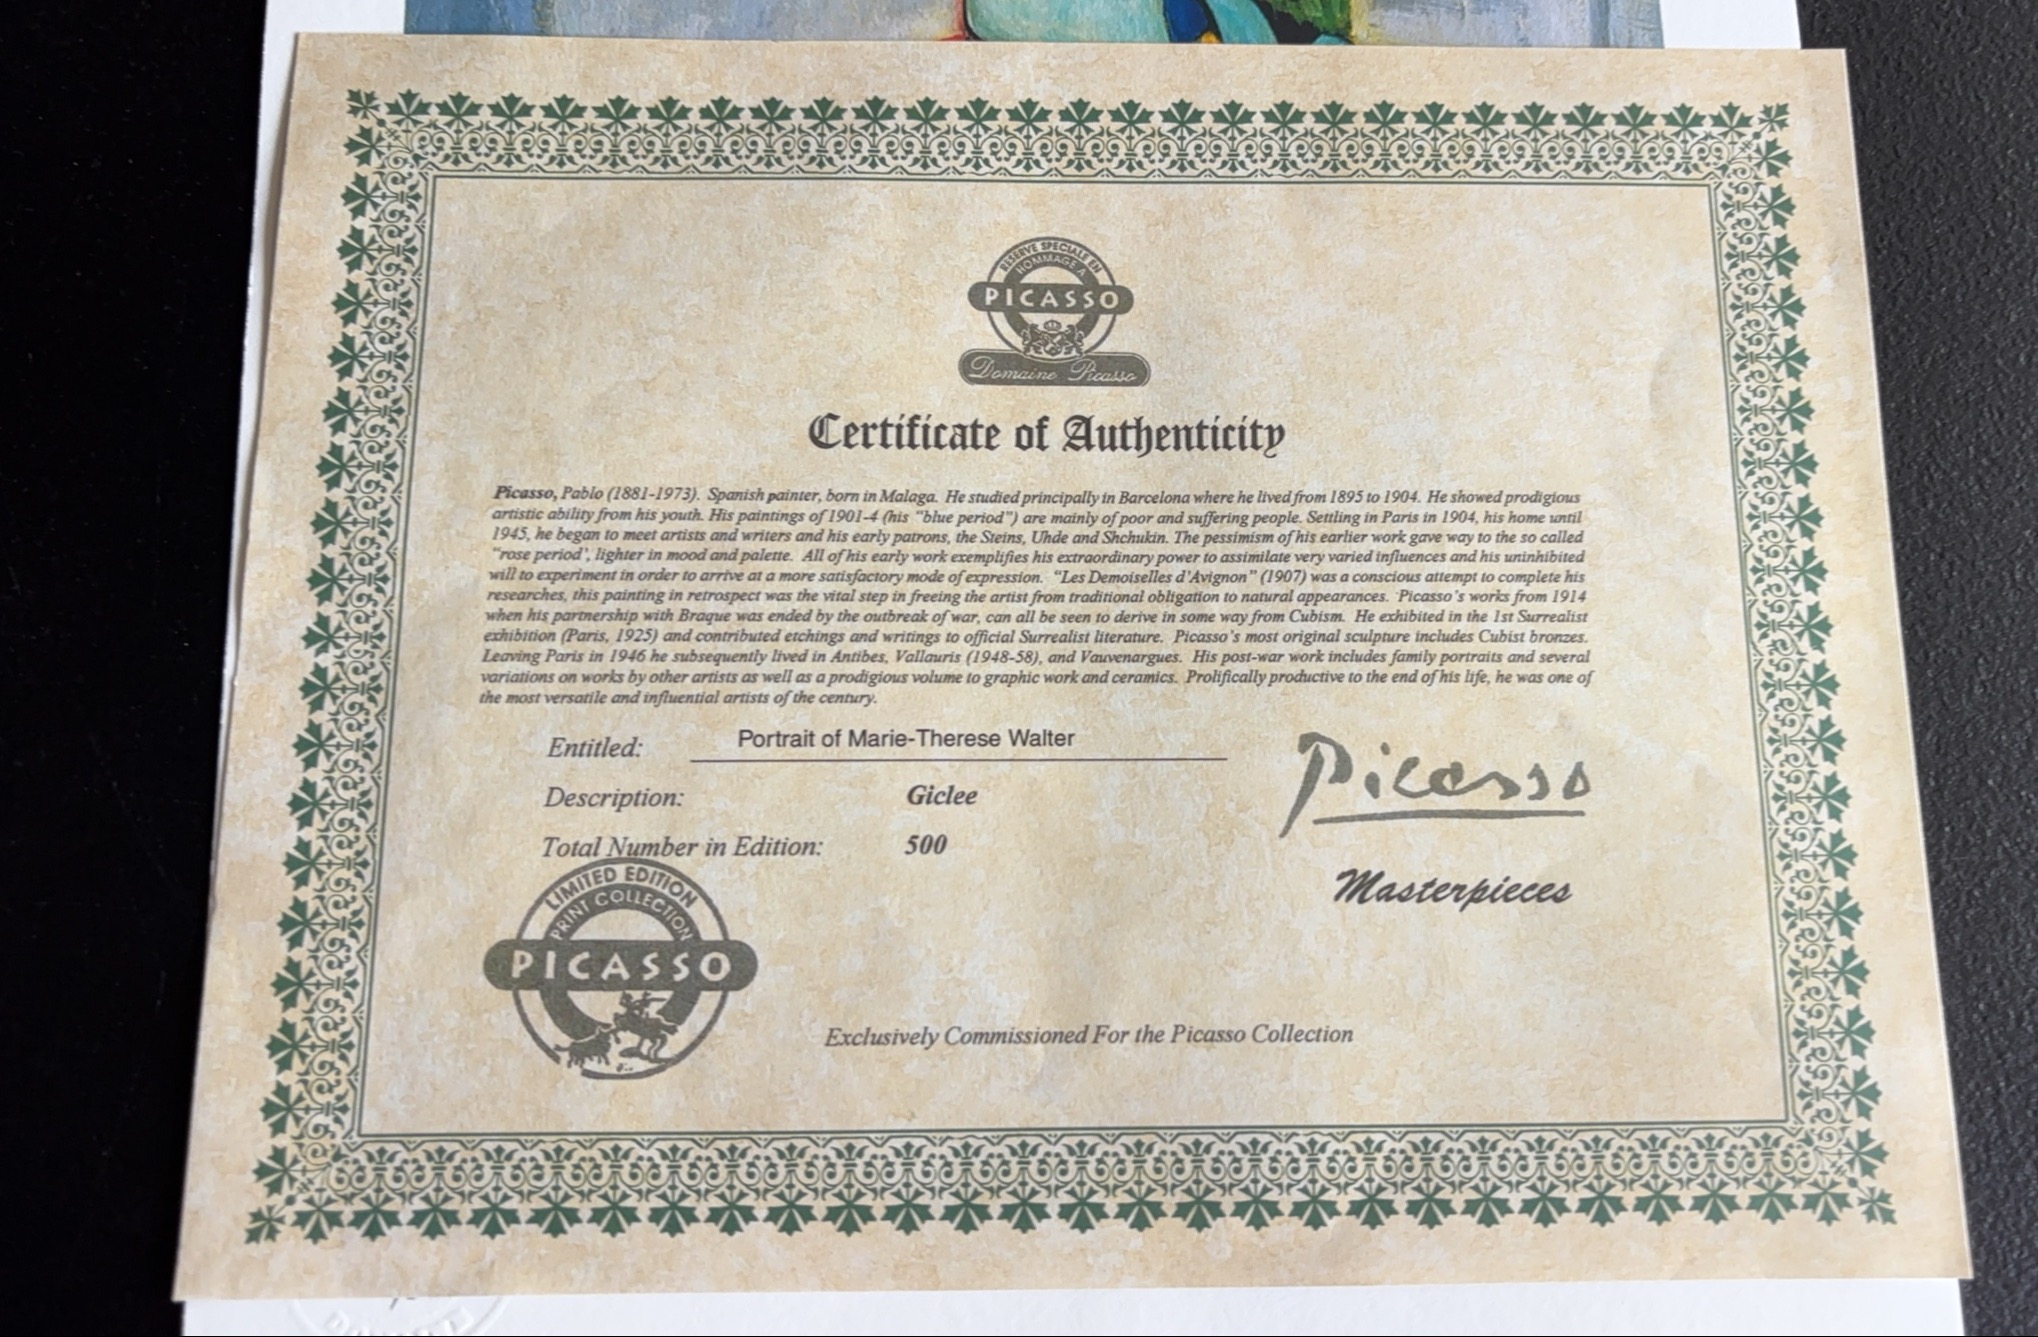 RESERVE SPECIALE EN
HOMMAGE A
PICASSO
Domaine Picasso
Certificate of Authenticity
Picasso, Pablo (1881-1973). Spanish painter, born in Malaga. He studied principally in Barcelona where he lived from 1895 to 1904. He showed prodigious
artistic ability from his youth. His paintings of 1901-4 (his "blue period") are mainly of poor and suffering people. Settling in Paris in 1904, his home until
1945, he began to meet artists and writers and his early patrons, the Steins, Uhde and Shchukin. The pessimism of his earlier work gave way to the so called
"rose period', lighter in mood and palette. All of his early work exemplifies his extraordinary power to assimilate very varied influences and his uninhibited
will to experiment in order to arrive at a more satisfactory mode of expression. "Les Demoiselles d'Avignon" (1907) was a conscious attempt to complete his
researches, this painting in retrospect was the vital step in freeing the artist from traditional obligation to natural appearances. Picasso's works from 1914
when his partnership with Braque was ended by the outbreak of war, can all be seen to derive in some way from Cubism. He exhibited in the 1st Surrealist
exhibition (Paris, 1925) and contributed etchings and writings to official Surrealist literature. Picasso's most original sculpture includes Cubist bronzes.
Leaving Paris in 1946 he subsequently lived in Antibes, Vallauris (1948-58), and Vauvenargues. His post-war work includes family portraits and several
variations on works by other artists as well as a prodigious volume to graphic work and ceramics. Prolifically productive to the end of his life, he was one of
the most versatile and influential artists of the century.
Entitled: Portrait of Marie-Therese Walter
Picasso
Description: Giclee
Total Number in Edition: 500
Masterpieces
LIMITED EDITION
PRINT COLLECTION
PICASSO
Exclusively Commissioned For the Picasso Collection